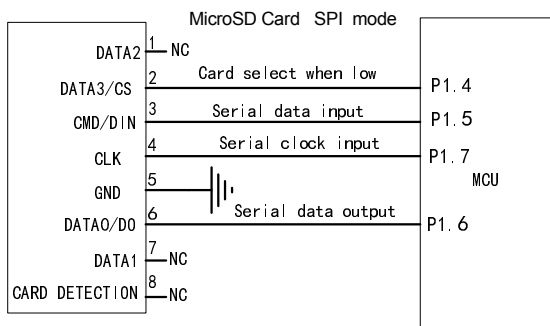 MicroSD Card SPI mode
DATA2 1 NC
DATA3/CS 2 Card select when low P1.4
CMD/DIN 3 Serial data input P1.5
CLK 4 Serial clock input P1.7
GND 5
MCU
DATA0/DO 6 Serial data output P1.6
DATA1 7 NC
CARD DETECTION 8 NC